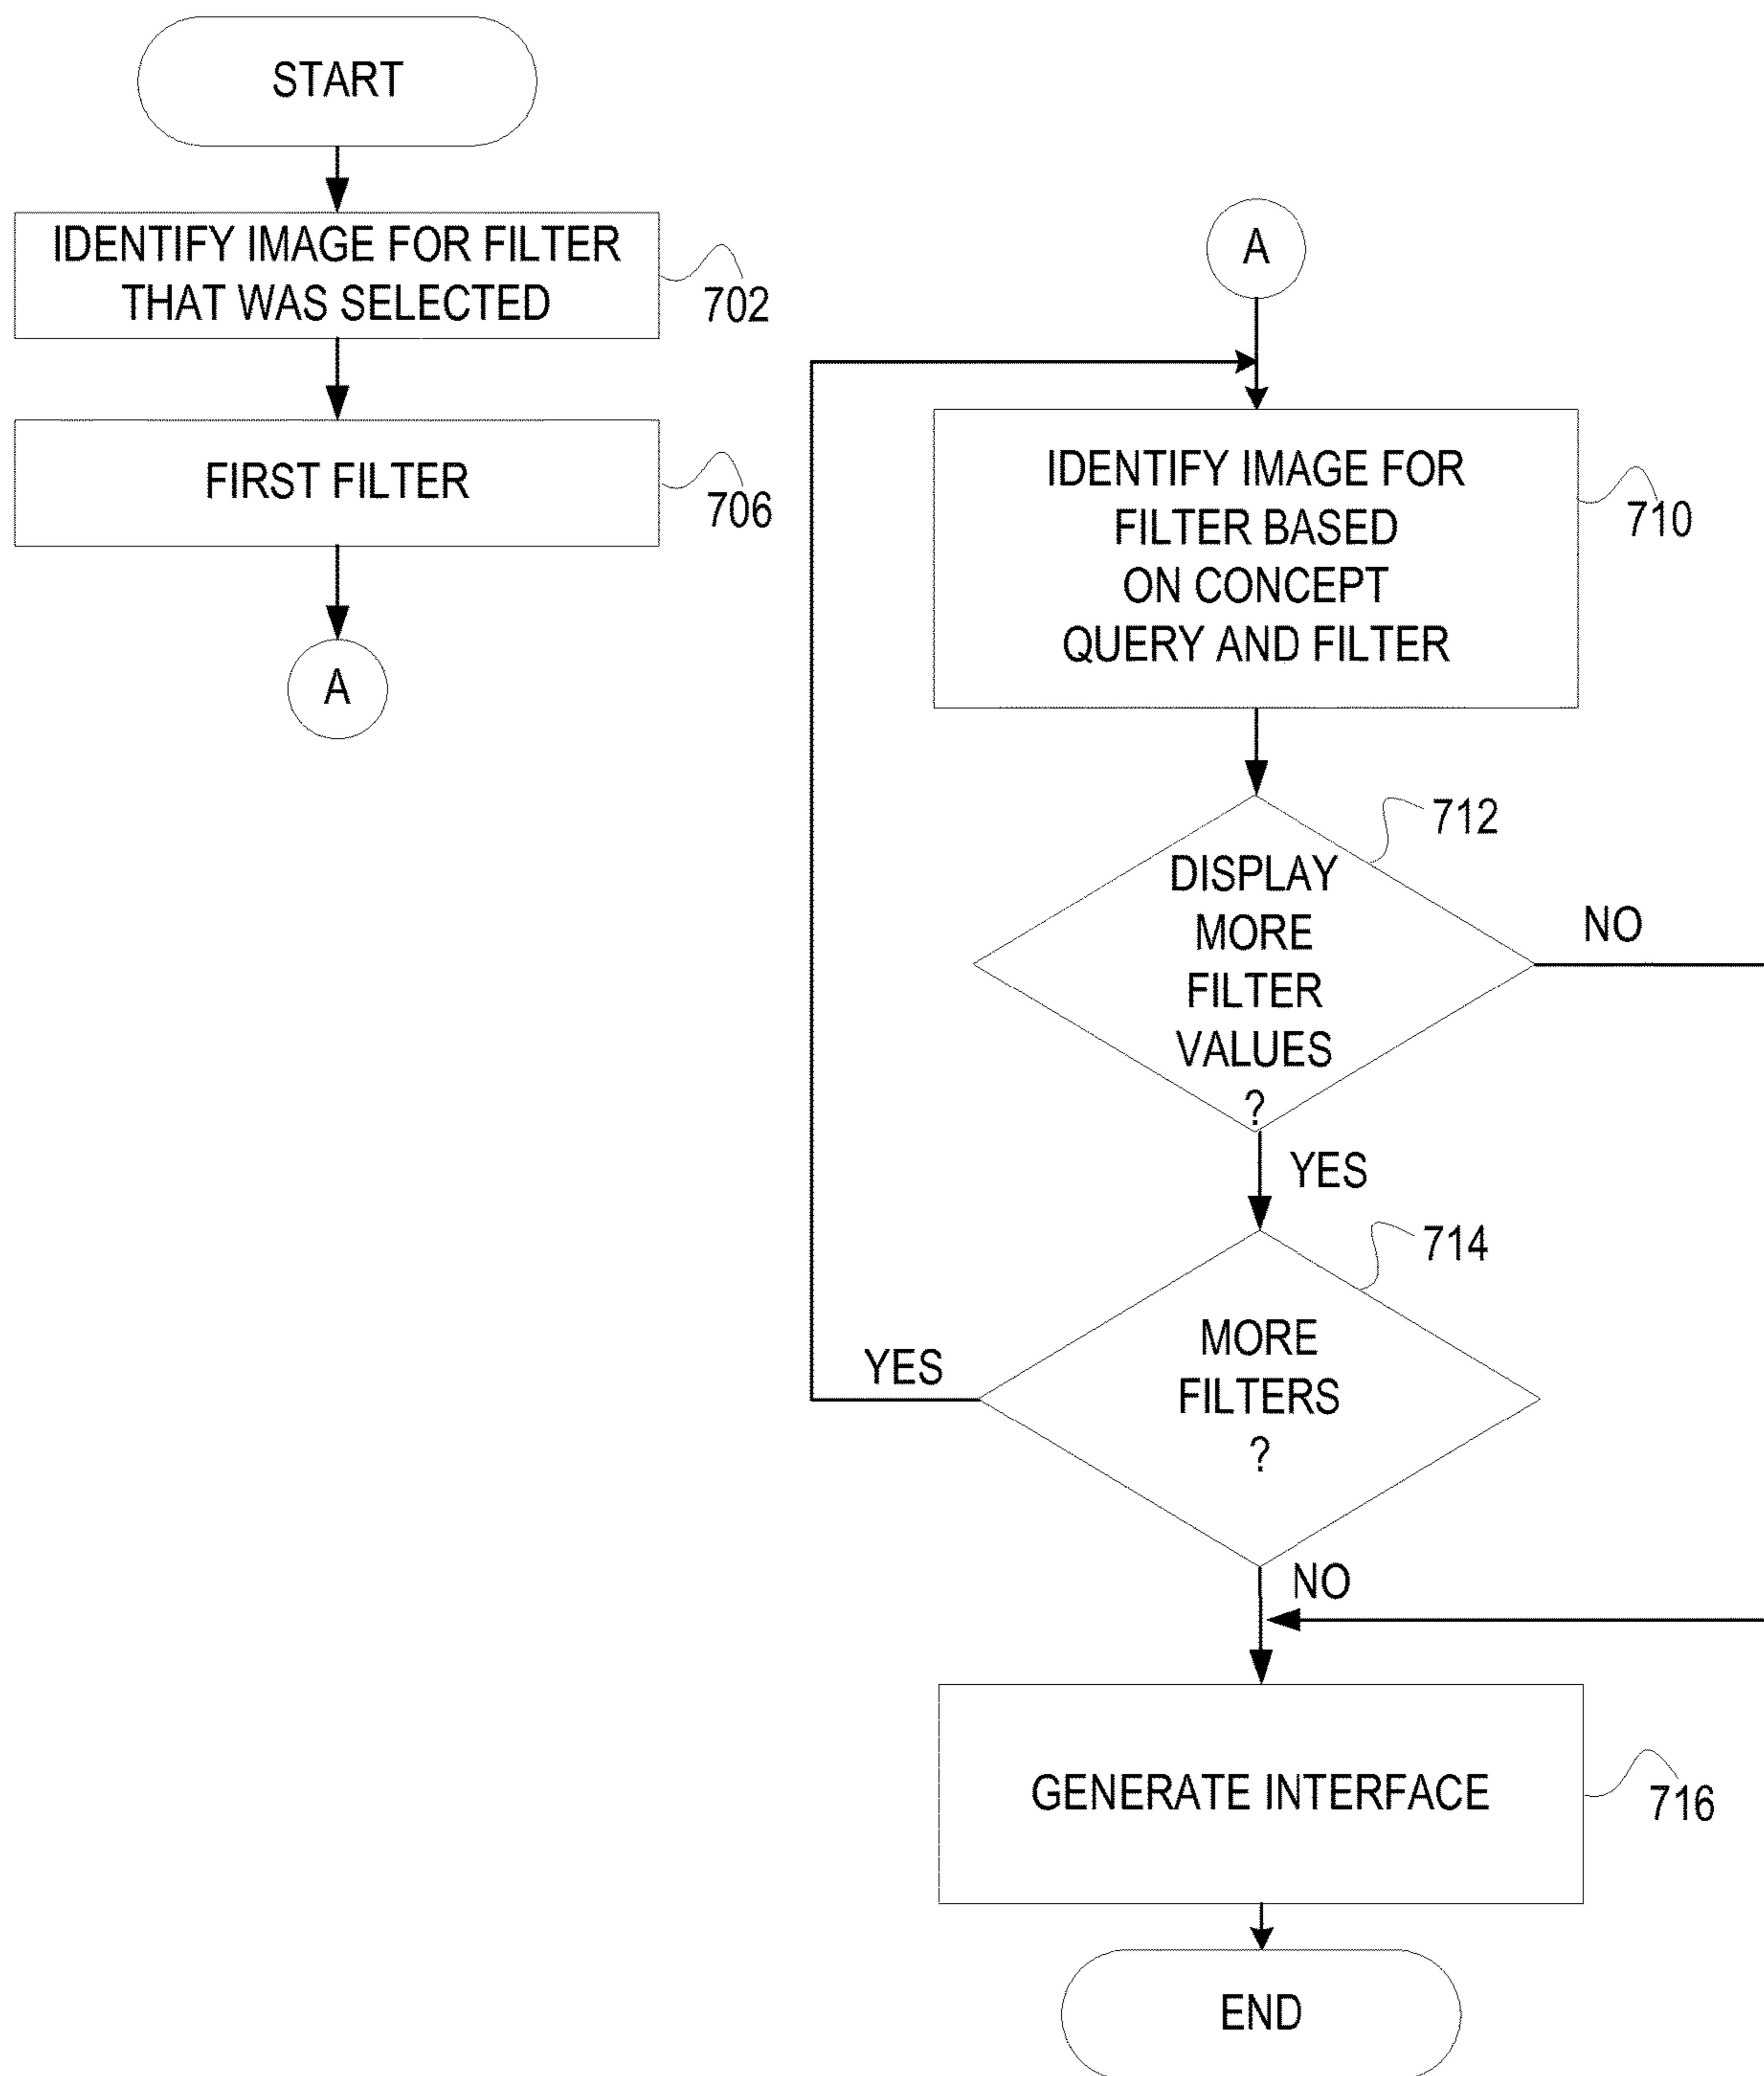 START
IDENTIFY IMAGE FOR FILTER
THAT WAS SELECTED
702
FIRST FILTER
706
A
A
IDENTIFY IMAGE FOR
FILTER BASED
ON CONCEPT
QUERY AND FILTER
710
712
DISPLAY
MORE
FILTER
VALUES
?
NO
YES
714
MORE
FILTERS
?
YES
NO
GENERATE INTERFACE
716
END